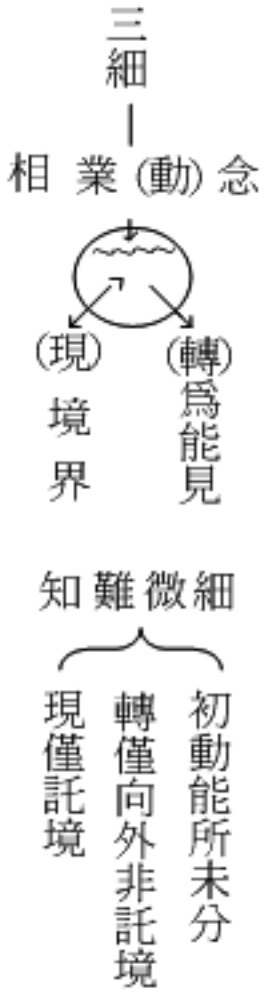 三細
念(動)業相
(轉)爲能見
(現)境界
細微難知
初動能所未分
轉僅向外非託境
現僅託境